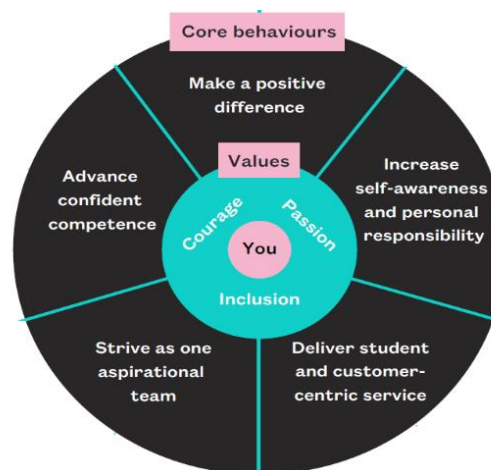 Core behaviours
Make a positive
difference
Values
Advance
confident
competence
Increase
self-awareness
and personal
responsibility
Courage
Passion
You
Inclusion
Strive as one
aspirational
team
Deliver student
and customer-
centric service